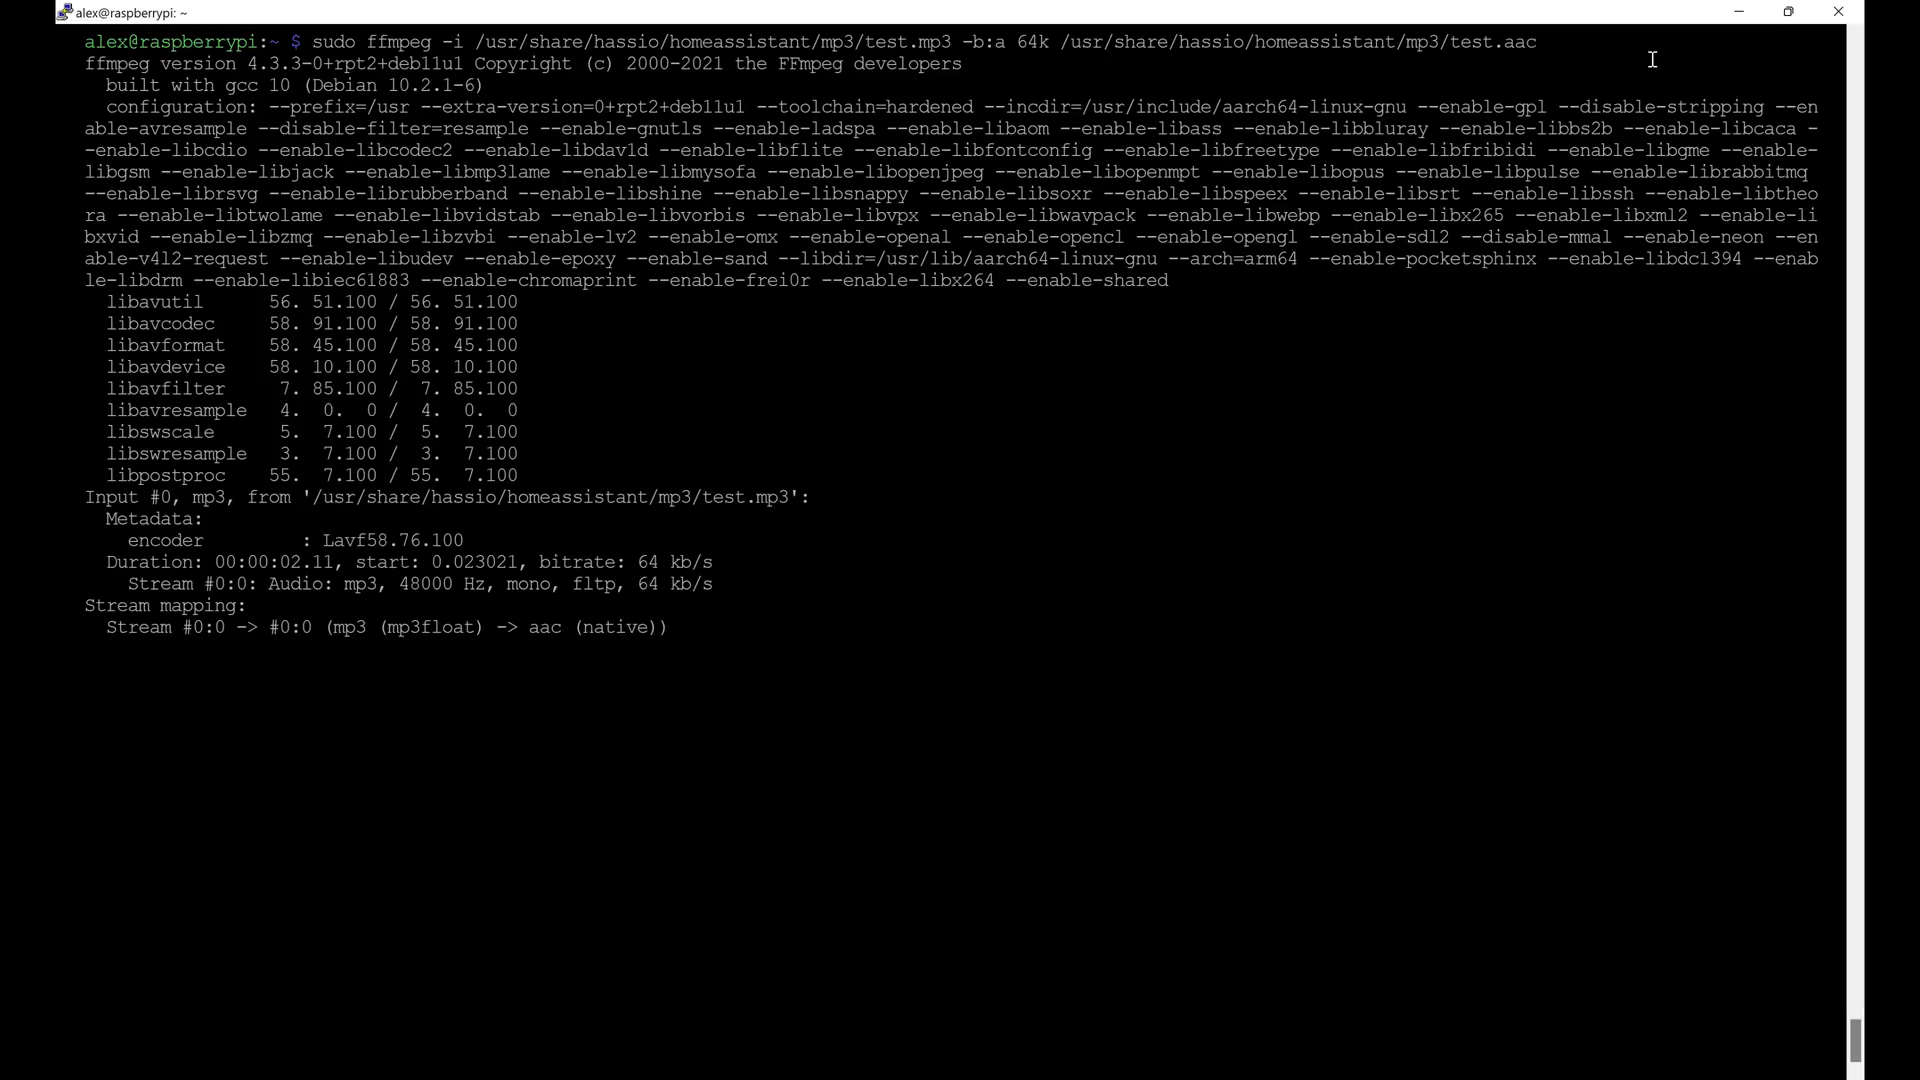 alex@raspberrypi: ~
alex@raspberrypi:~ $ sudo ffmpeg -i /usr/share/hassio/homeassistant/mp3/test.mp3 -b:a 64k /usr/share/hassio/homeassistant/mp3/test.aac
ffmpeg version 4.3.3-0+rpt2+deb11u1 Copyright (c) 2000-2021 the FFmpeg developers
  built with gcc 10 (Debian 10.2.1-6)
  configuration: --prefix=/usr --extra-version=0+rpt2+deb11u1 --toolchain=hardened --incdir=/usr/include/aarch64-linux-gnu --enable-gpl --disable-stripping --en
able-avresample --disable-filter=resample --enable-gnutls --enable-ladspa --enable-libaom --enable-libass --enable-libbluray --enable-libbs2b --enable-libcaca -
-enable-libcdio --enable-libcodec2 --enable-libdav1d --enable-libflite --enable-libfontconfig --enable-libfreetype --enable-libfribidi --enable-libgme --enable-
libgsm --enable-libjack --enable-libmp3lame --enable-libmysofa --enable-libopenjpeg --enable-libopenmpt --enable-libopus --enable-libpulse --enable-librabbitmq
--enable-librsvg --enable-librubberband --enable-libshine --enable-libsnappy --enable-libsoxr --enable-libspeex --enable-libsrt --enable-libssh --enable-libtheo
ra --enable-libtwolame --enable-libvidstab --enable-libvorbis --enable-libvpx --enable-libwavpack --enable-libwebp --enable-libx265 --enable-libxml2 --enable-li
bxvid --enable-libzmq --enable-libzvbi --enable-lv2 --enable-omx --enable-openal --enable-opencl --enable-opengl --enable-sdl2 --disable-mmal --enable-neon --en
able-v4l2-request --enable-libudev --enable-epoxy --enable-sand --libdir=/usr/lib/aarch64-linux-gnu --arch=arm64 --enable-pocketsphinx --enable-libdc1394 --enab
le-libdrm --enable-libiec61883 --enable-chromaprint --enable-frei0r --enable-libx264 --enable-shared
  libavutil      56. 51.100 / 56. 51.100
  libavcodec     58. 91.100 / 58. 91.100
  libavformat    58. 45.100 / 58. 45.100
  libavdevice    58. 10.100 / 58. 10.100
  libavfilter     7. 85.100 /  7. 85.100
  libavresample   4.  0.  0 /  4.  0.  0
  libswscale      5.  7.100 /  5.  7.100
  libswresample   3.  7.100 /  3.  7.100
  libpostproc    55.  7.100 / 55.  7.100
Input #0, mp3, from '/usr/share/hassio/homeassistant/mp3/test.mp3':
  Metadata:
    encoder         : Lavf58.76.100
  Duration: 00:00:02.11, start: 0.023021, bitrate: 64 kb/s
    Stream #0:0: Audio: mp3, 48000 Hz, mono, fltp, 64 kb/s
Stream mapping:
  Stream #0:0 -> #0:0 (mp3 (mp3float) -> aac (native))